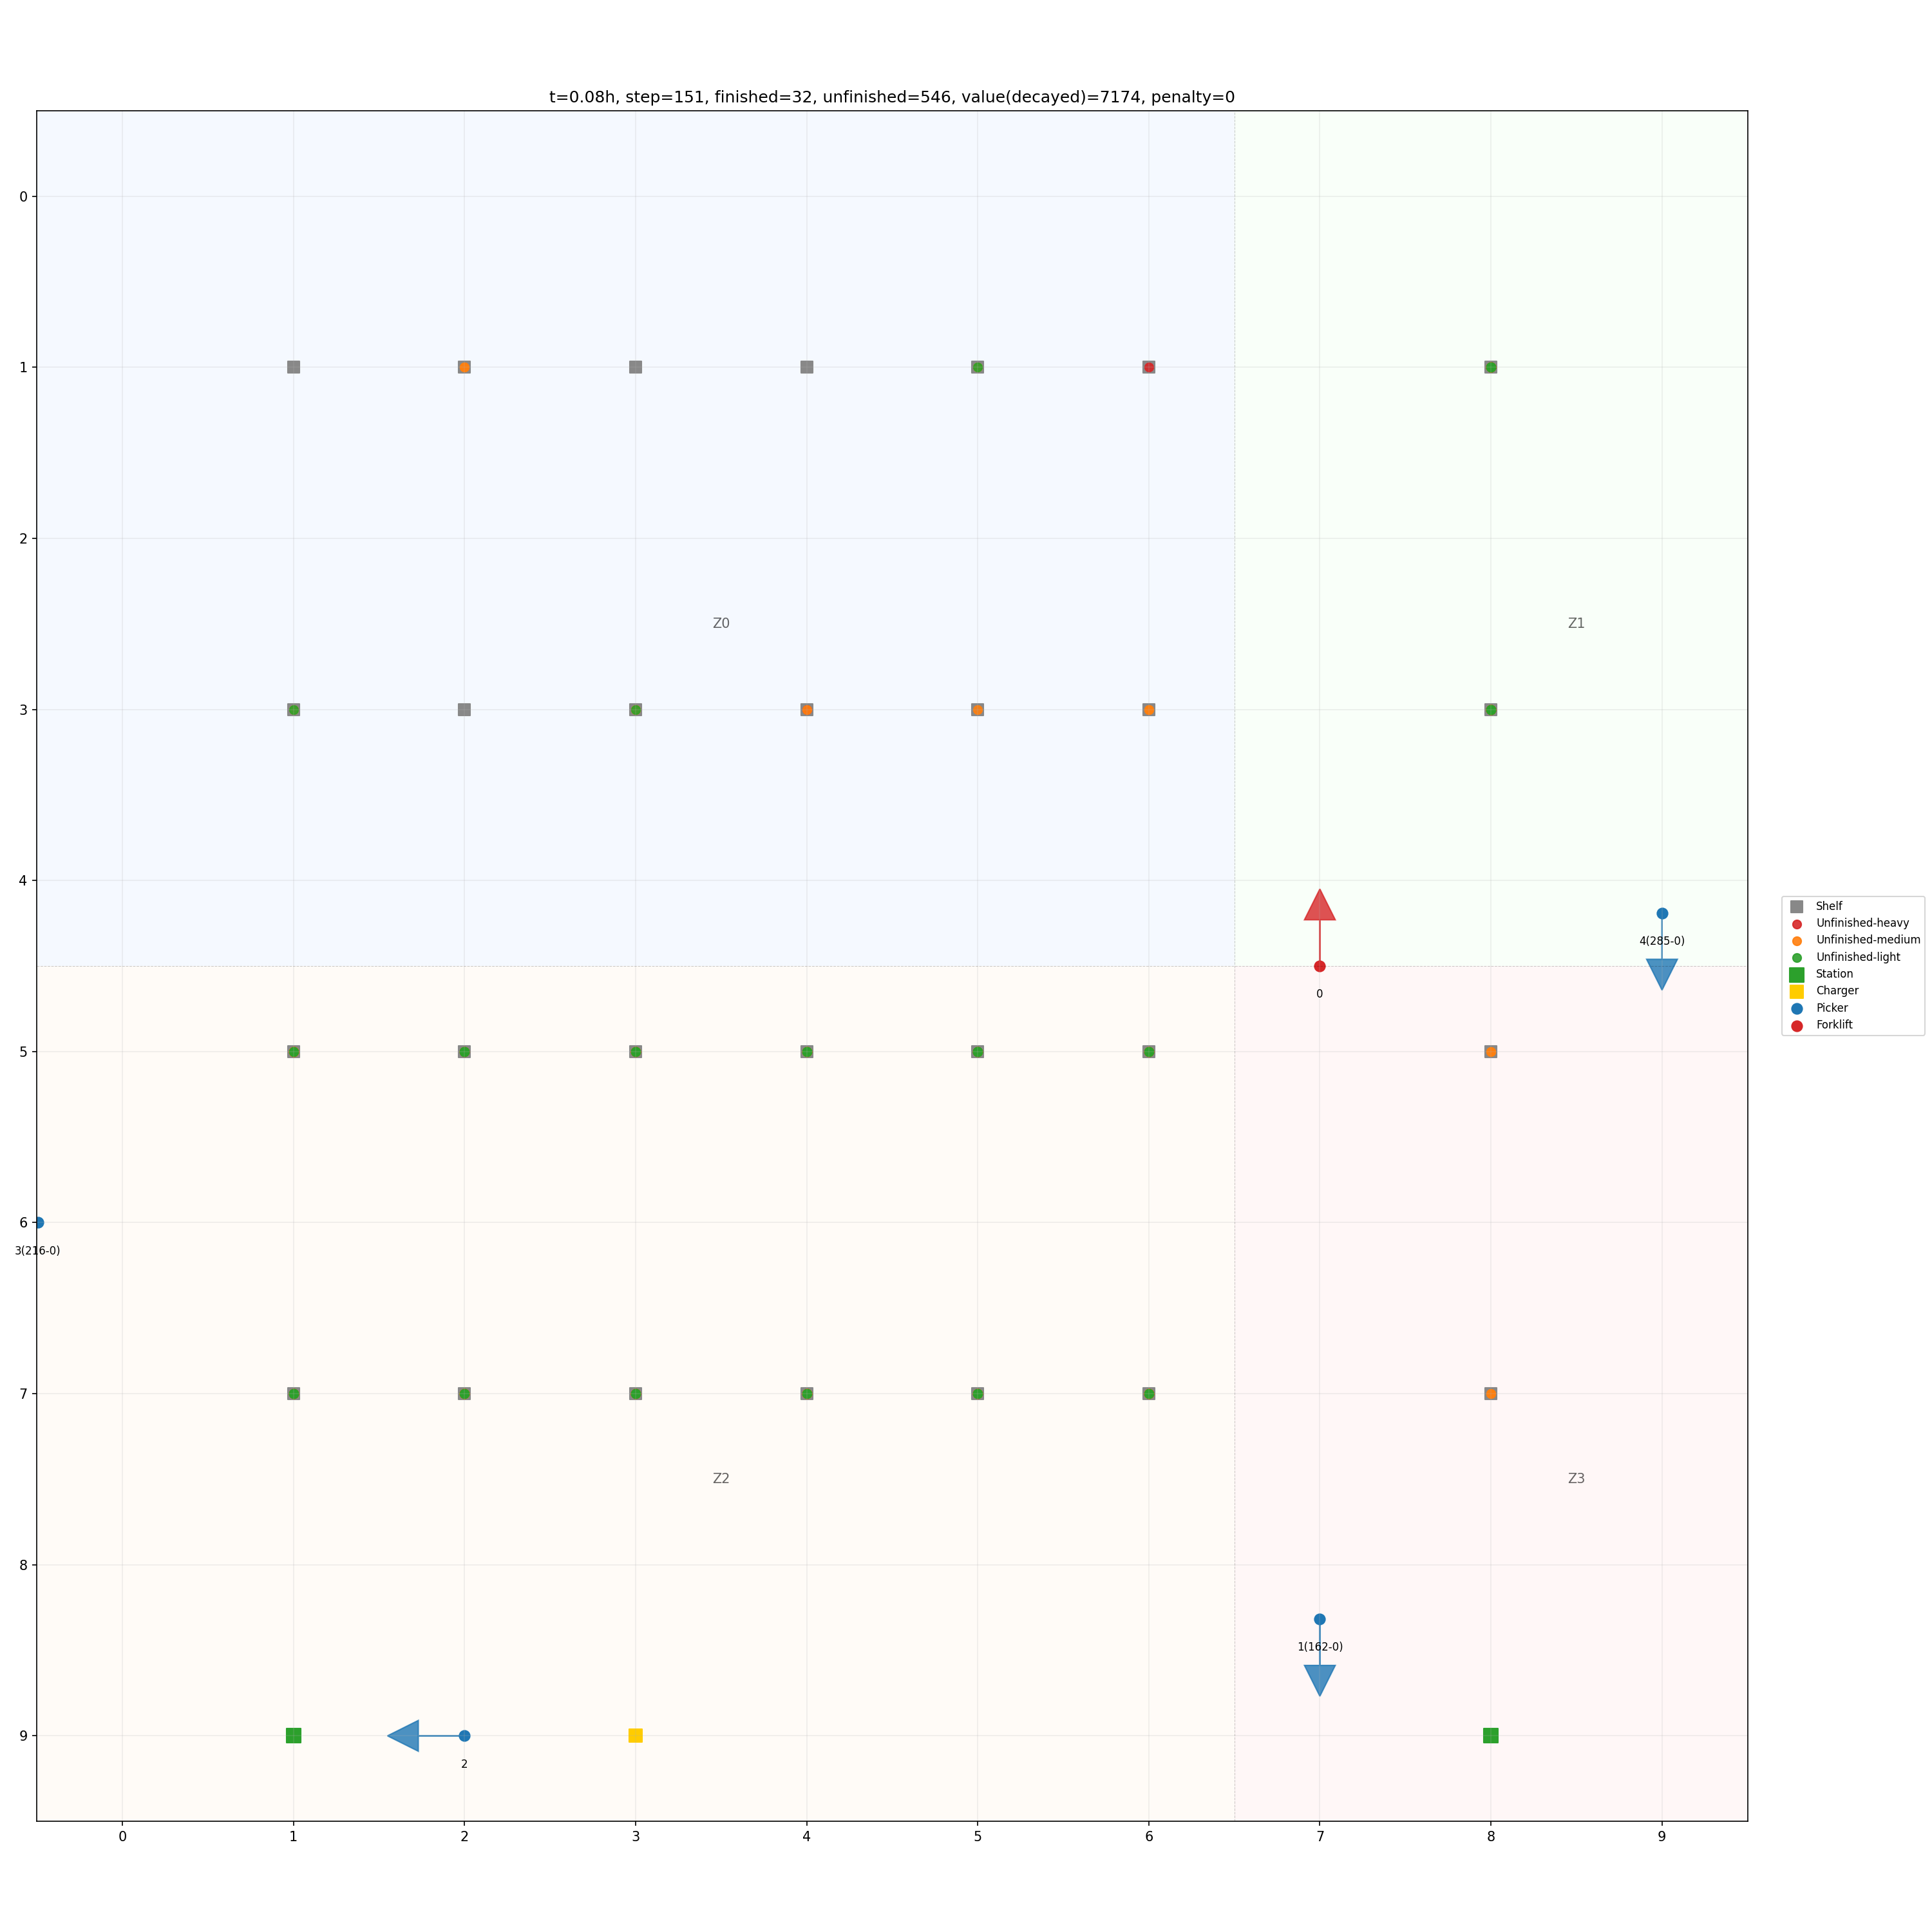 t=0.08h, step=151, finished=32, unfinished=546, value(decayed)=7174, penalty=0
0
1
2
Z0
Z1
3
4
4(285-0)
0
5
6
3(216-0)
7
Z2
Z3
8
1(162-0)
9
2
0
1
2
3
4
5
6
7
8
9
Shelf
Unfinished-heavy
Unfinished-medium
Unfinished-light
Station
Charger
Picker
Forklift